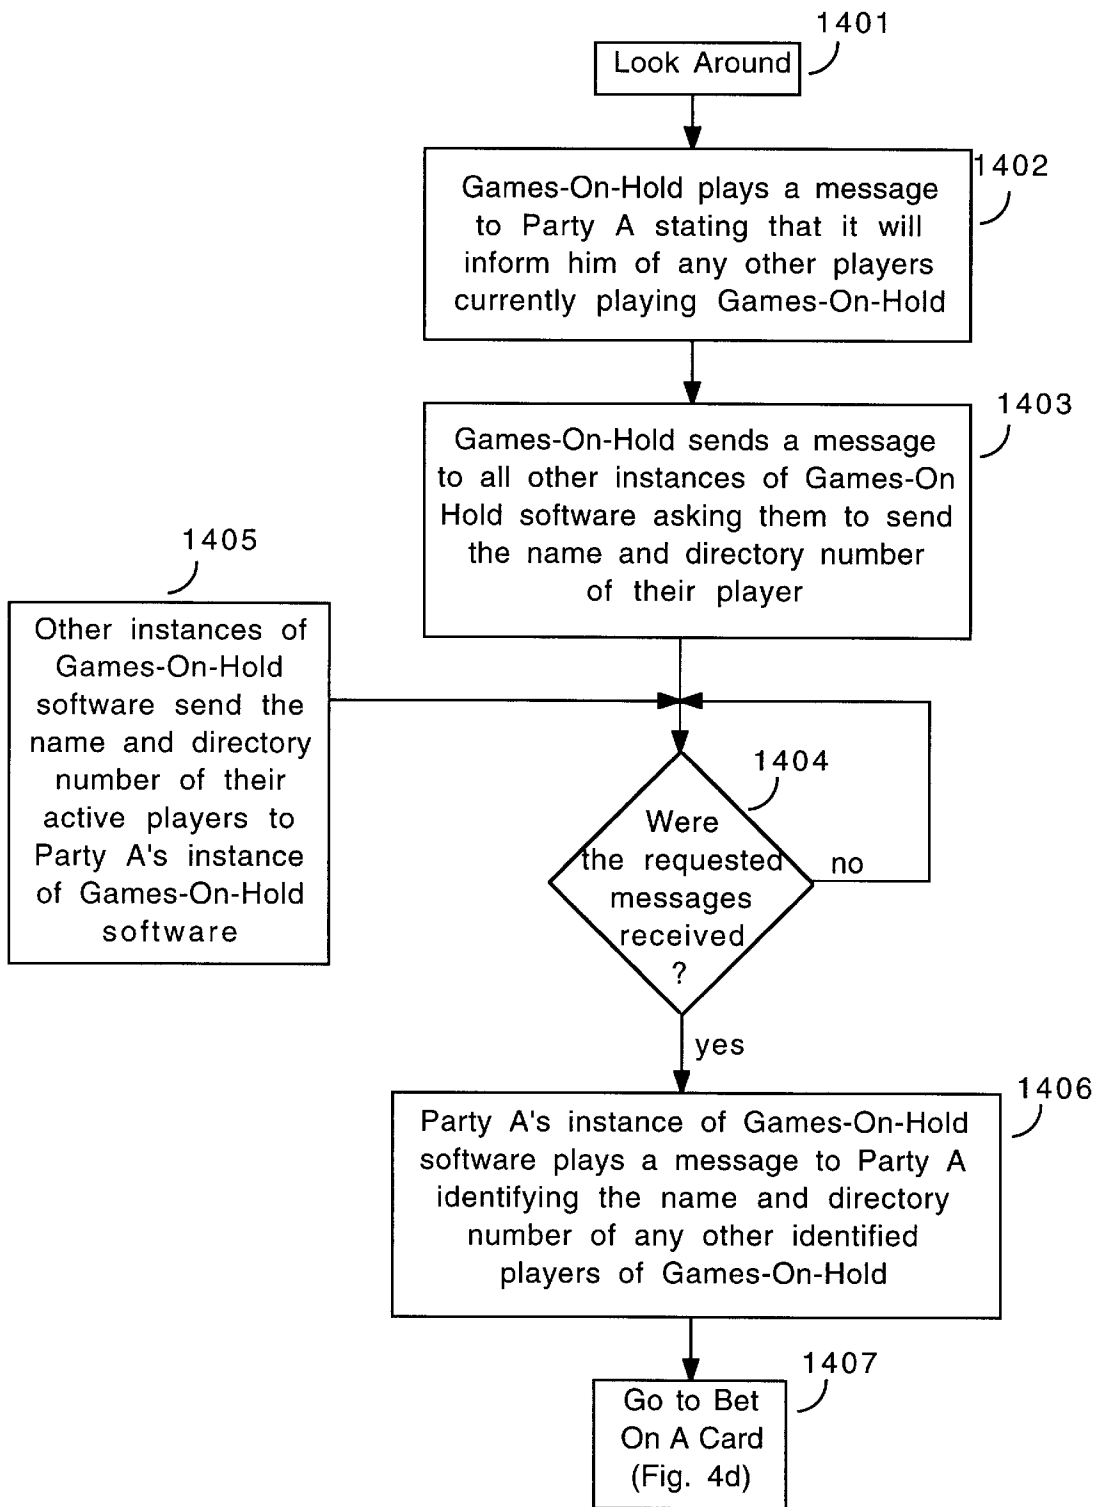 1401
Look Around
1402
Games-On-Hold plays a message
to Party A stating that it will
inform him of any other players
currently playing Games-On-Hold
1403
Games-On-Hold sends a message
to all other instances of Games-On
Hold software asking them to send
the name and directory number
of their player
1405
Other instances of
Games-On-Hold
software send the
name and directory
number of their
active players to
Party A's instance
of Games-On-Hold
software
1404
Were
the requested
messages
received
?
no
yes
1406
Party A's instance of Games-On-Hold
software plays a message to Party A
identifying the name and directory
number of any other identified
players of Games-On-Hold
1407
Go to Bet
On A Card
(Fig. 4d)